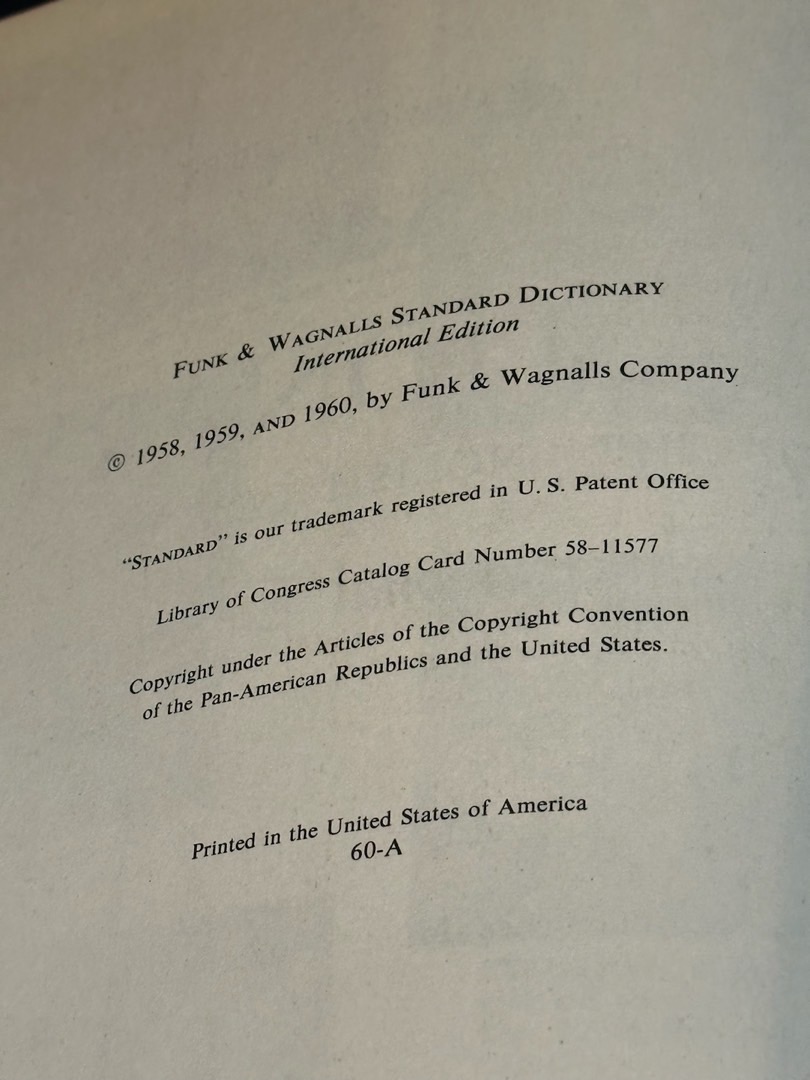 FUNK & WAGNALLS STANDARD DICTIONARY
International Edition
© 1958, 1959, AND 1960, by Funk & Wagnalls Company
“STANDARD” is our trademark registered in U. S. Patent Office
Library of Congress Catalog Card Number 58–11577
Copyright under the Articles of the Copyright Convention
of the Pan-American Republics and the United States.
Printed in the United States of America
60-A